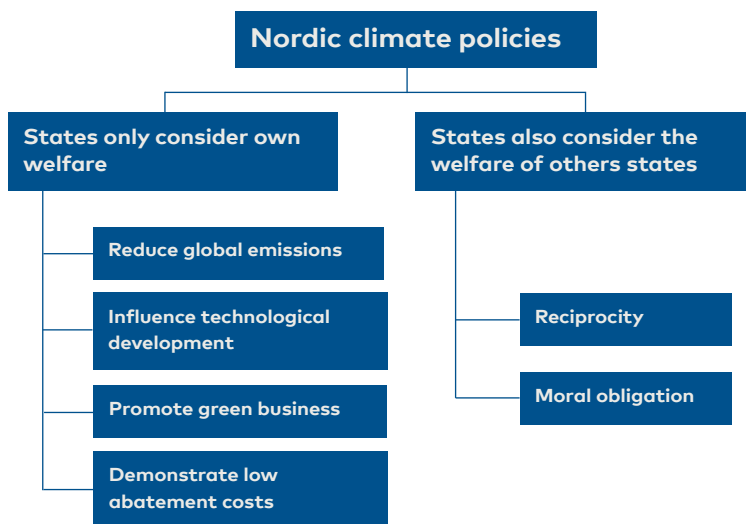 Nordic climate policies
States only consider own
welfare
Reduce global emissions
Influence technological
development
Promote green business
Demonstrate low
abatement costs
States also consider the
welfare of others states
Reciprocity
Moral obligation